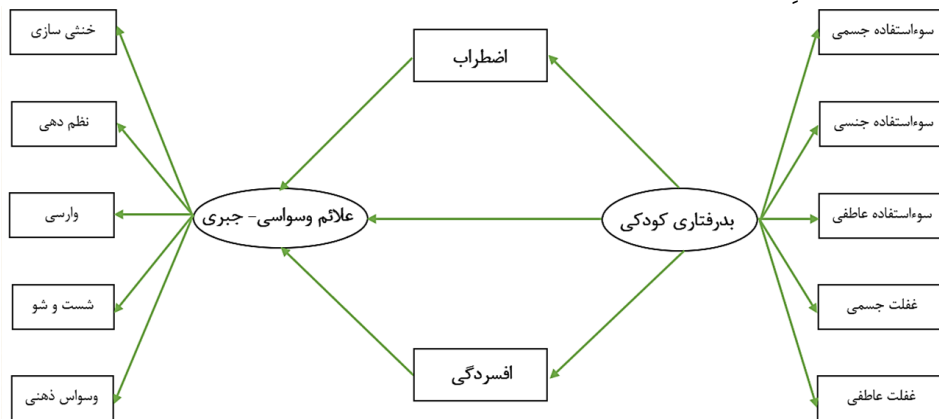 سوءاستفاده جسمی
سوءاستفاده جنسی
سوءاستفاده عاطفی
غفلت جسمی
غفلت عاطفی
بدرفتاری کودکی
اضطراب
افسردگی
علائم وسواسی- جبری
خنثی سازی
نظم دهی
وارسی
شست و شو
وسواس ذهنی